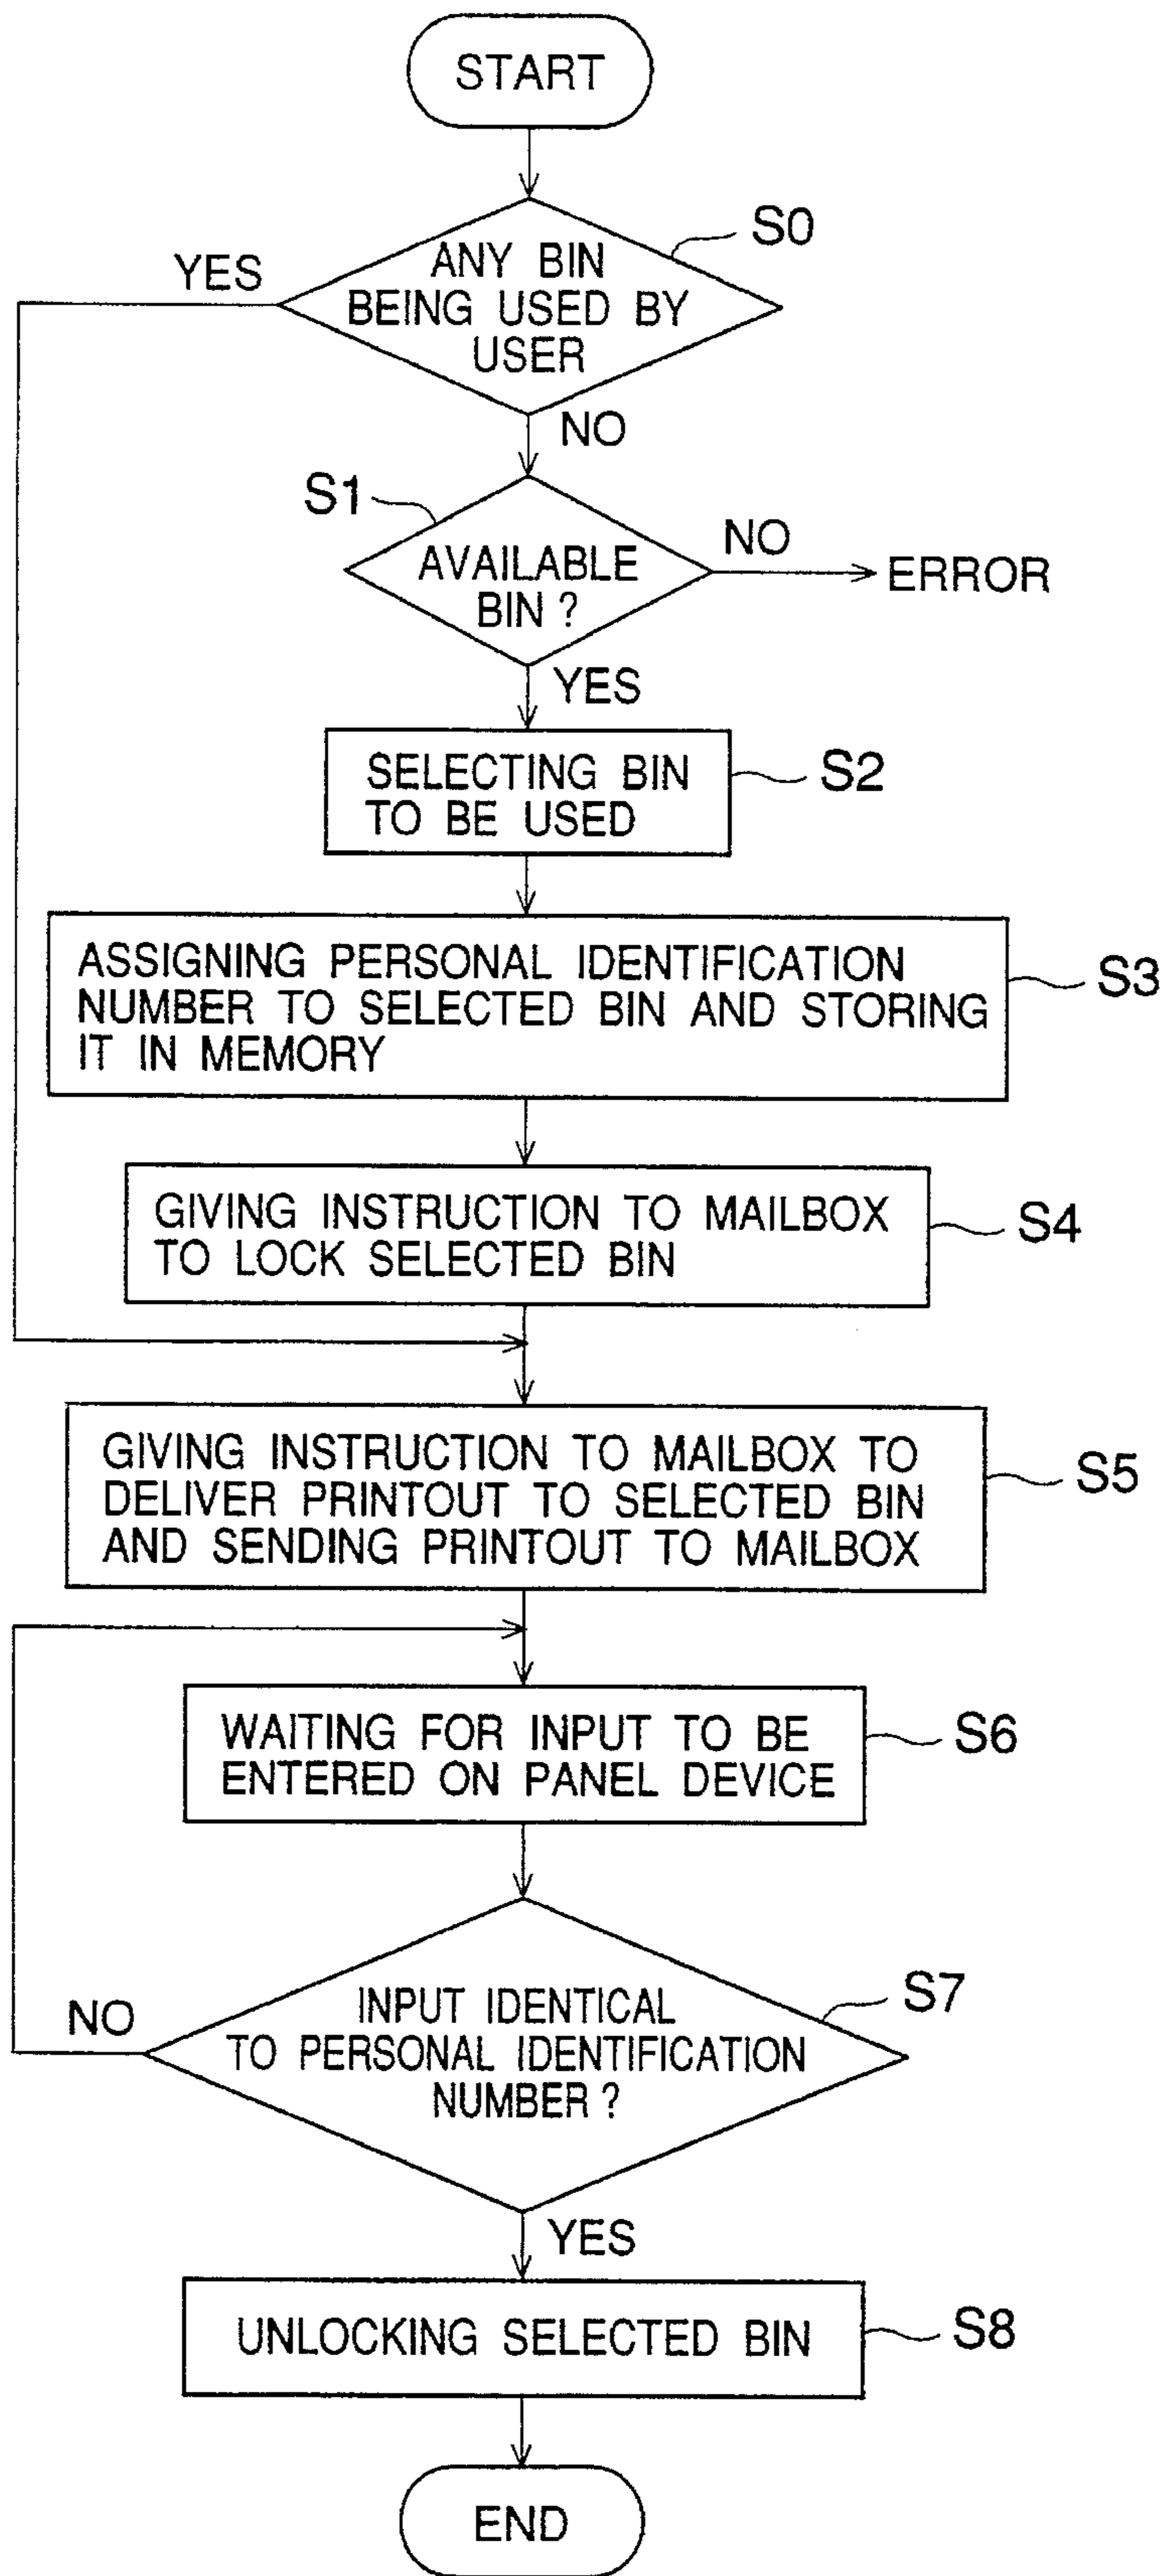 START
S0
ANY BIN
BEING USED BY
USER
YES
NO
S1
AVAILABLE
BIN ?
NO
ERROR
YES
SELECTING BIN
TO BE USED
S2
ASSIGNING PERSONAL IDENTIFICATION
NUMBER TO SELECTED BIN AND STORING
IT IN MEMORY
S3
GIVING INSTRUCTION TO MAILBOX
TO LOCK SELECTED BIN
S4
GIVING INSTRUCTION TO MAILBOX TO
DELIVER PRINTOUT TO SELECTED BIN
AND SENDING PRINTOUT TO MAILBOX
S5
WAITING FOR INPUT TO BE
ENTERED ON PANEL DEVICE
S6
INPUT IDENTICAL
TO PERSONAL IDENTIFICATION
NUMBER ?
S7
NO
YES
UNLOCKING SELECTED BIN
S8
END